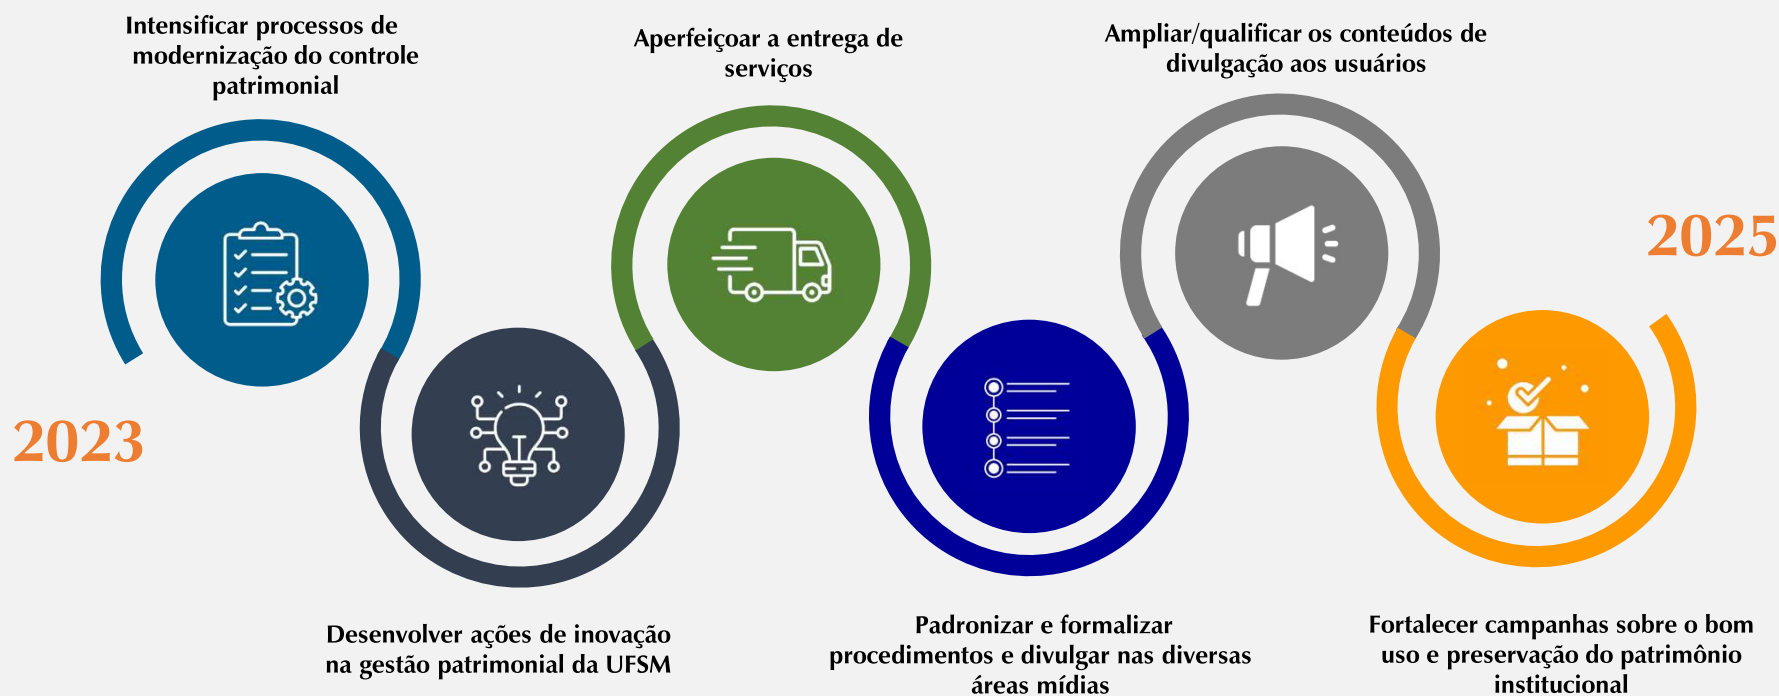 Intensificar processos de
modernização do controle
patrimonial
Aperfeiçoar a entrega de
serviços
Ampliar/qualificar os conteúdos de
divulgação aos usuários
2023
2025
Desenvolver ações de inovação
na gestão patrimonial da UFSM
Padronizar e formalizar
procedimentos e divulgar nas diversas
áreas mídias
Fortalecer campanhas sobre o bom
uso e preservação do patrimônio
institucional